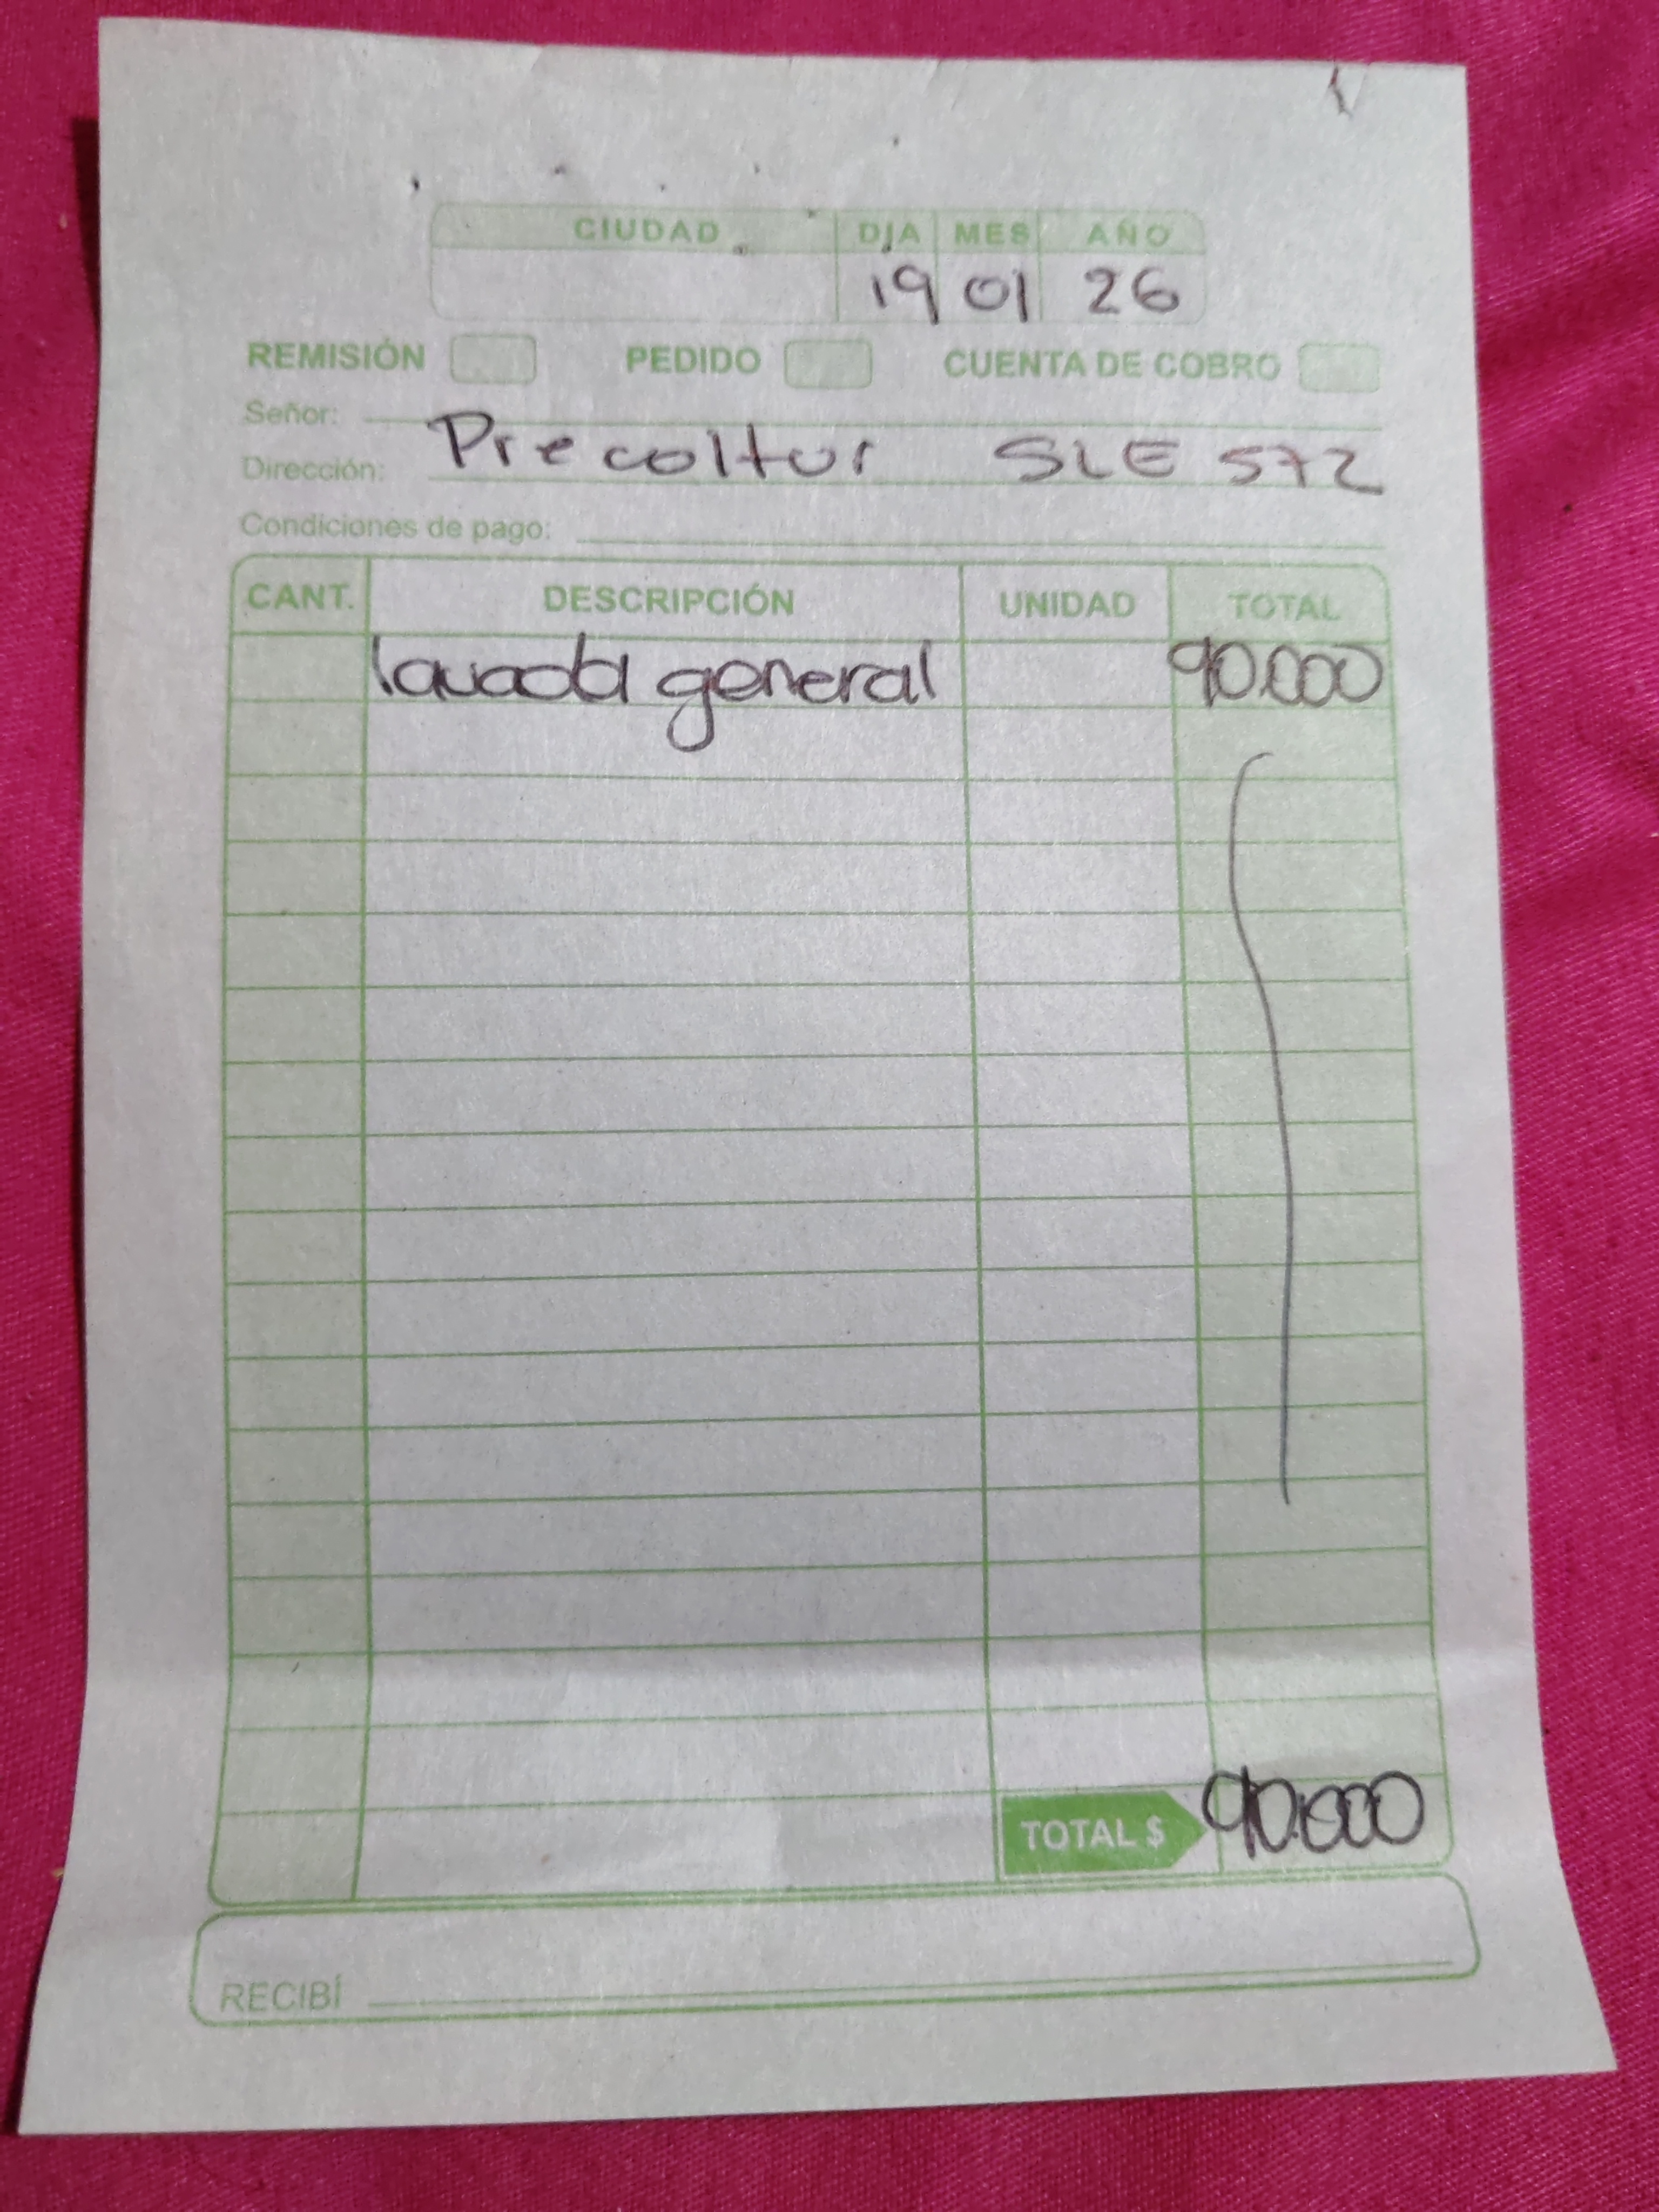 CIUDAD DIA MES AÑO
19 01 26
REMISIÓN PEDIDO CUENTA DE COBRO
Señor:
Precoltur SLE 572
Dirección:
Condiciones de pago:
CANT. DESCRIPCIÓN UNIDAD TOTAL
lavada general 90.000
TOTAL $ 90.000
RECIBÍ